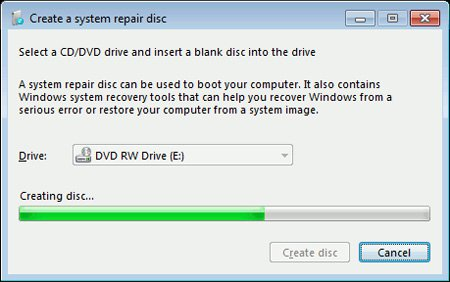 Create a system repair disc
Select a CD/DVD drive and insert a blank disc into the drive
A system repair disc can be used to boot your computer. It also contains
Windows system recovery tools that can help you recover Windows from a
serious error or restore your computer from a system image.
Drive: DVD RW Drive (E:)
Creating disc...
Create disc Cancel